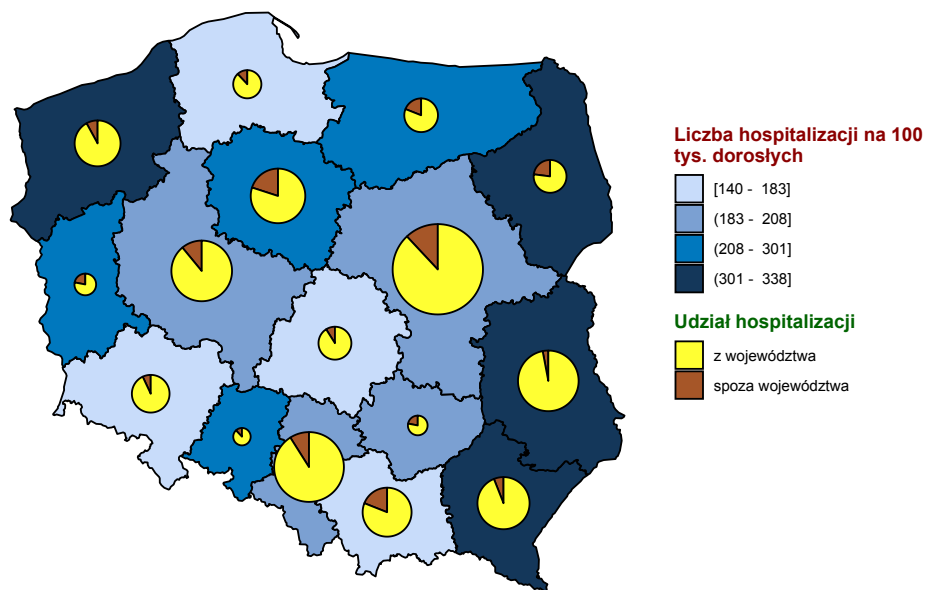 Liczba hospitalizacji na 100
tys. dorosłych
[140 - 183]
(183 - 208]
(208 - 301]
(301 - 338]
Udział hospitalizacji
z województwa
spoza województwa